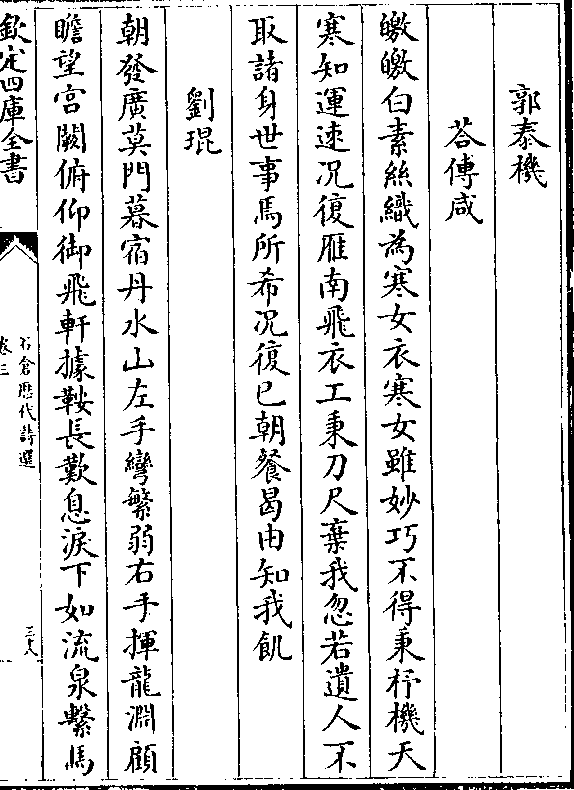 郭泰機
荅傅咸
皦皦白素絲織為寒女衣寒女雖妙巧不得秉杼機天
寒知運速况復雁南飛衣工秉刀尺棄我忽若遺人不
取諸身世事焉所希况復已朝餐曷由知我飢
劉琨
朝發廣莫門暮宿丹水山左手彎繁弱右手揮龍淵顧
瞻望宫闕俯仰御飛軒據鞍長歎息淚下如流泉繫馬
欽定四庫全書
石倉歴代詩選
卷三
三十八